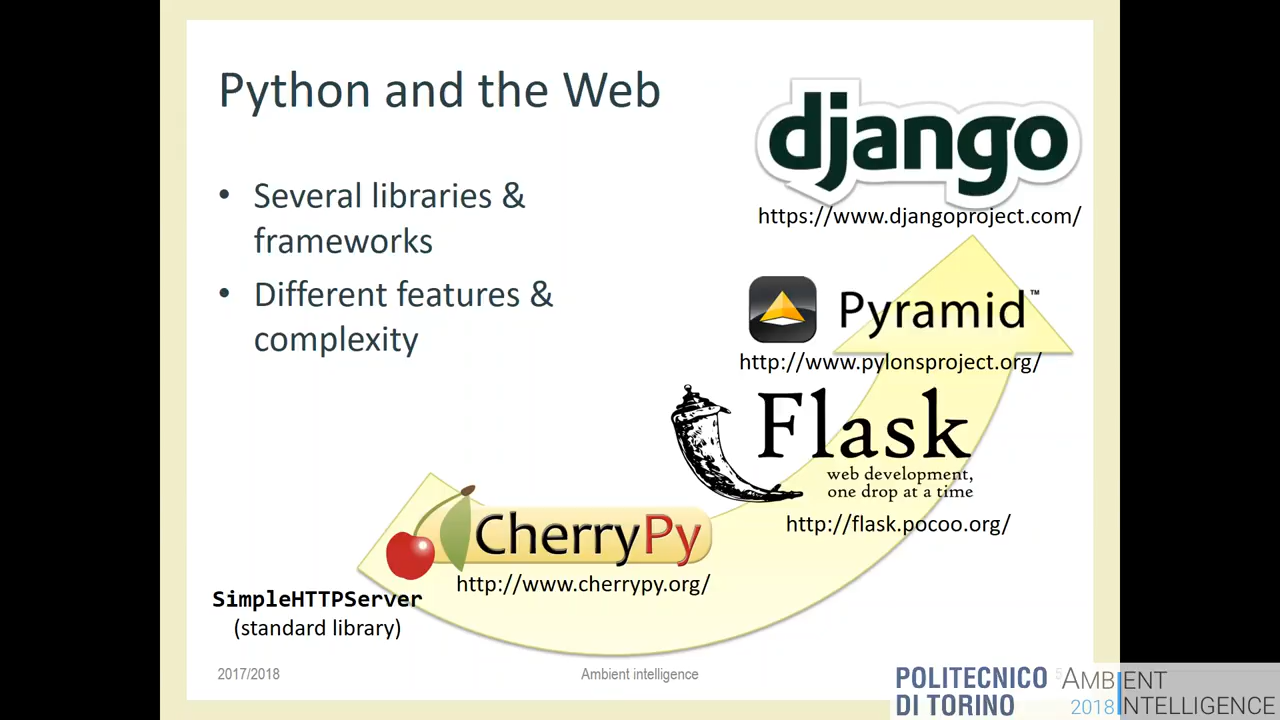 Python and the Web
• Several libraries &
frameworks
• Different features &
complexity
django
https://www.djangoproject.com/
Pyramid™
http://www.pylonsproject.org/
Flask
web development,
one drop at a time
http://flask.pocoo.org/
CherryPy
http://www.cherrypy.org/
SimpleHTTPServer
(standard library)
2017/2018
Ambient intelligence
5
POLITECNICO
DI TORINO
AMBIENT
2018 INTELLIGENCE